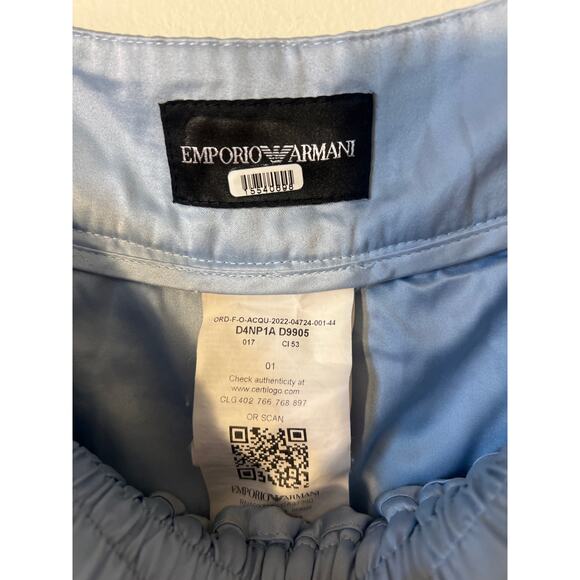 EMPORIO ARMANI
15540898
ORD-F-O-ACQU-2022-04724-001-44
D4NP1A D9905
017 CI 53
01
Check authenticity at
www.certilogo.com
CLG 402 766 768 897
OR SCAN
EMPORIO ARMANI